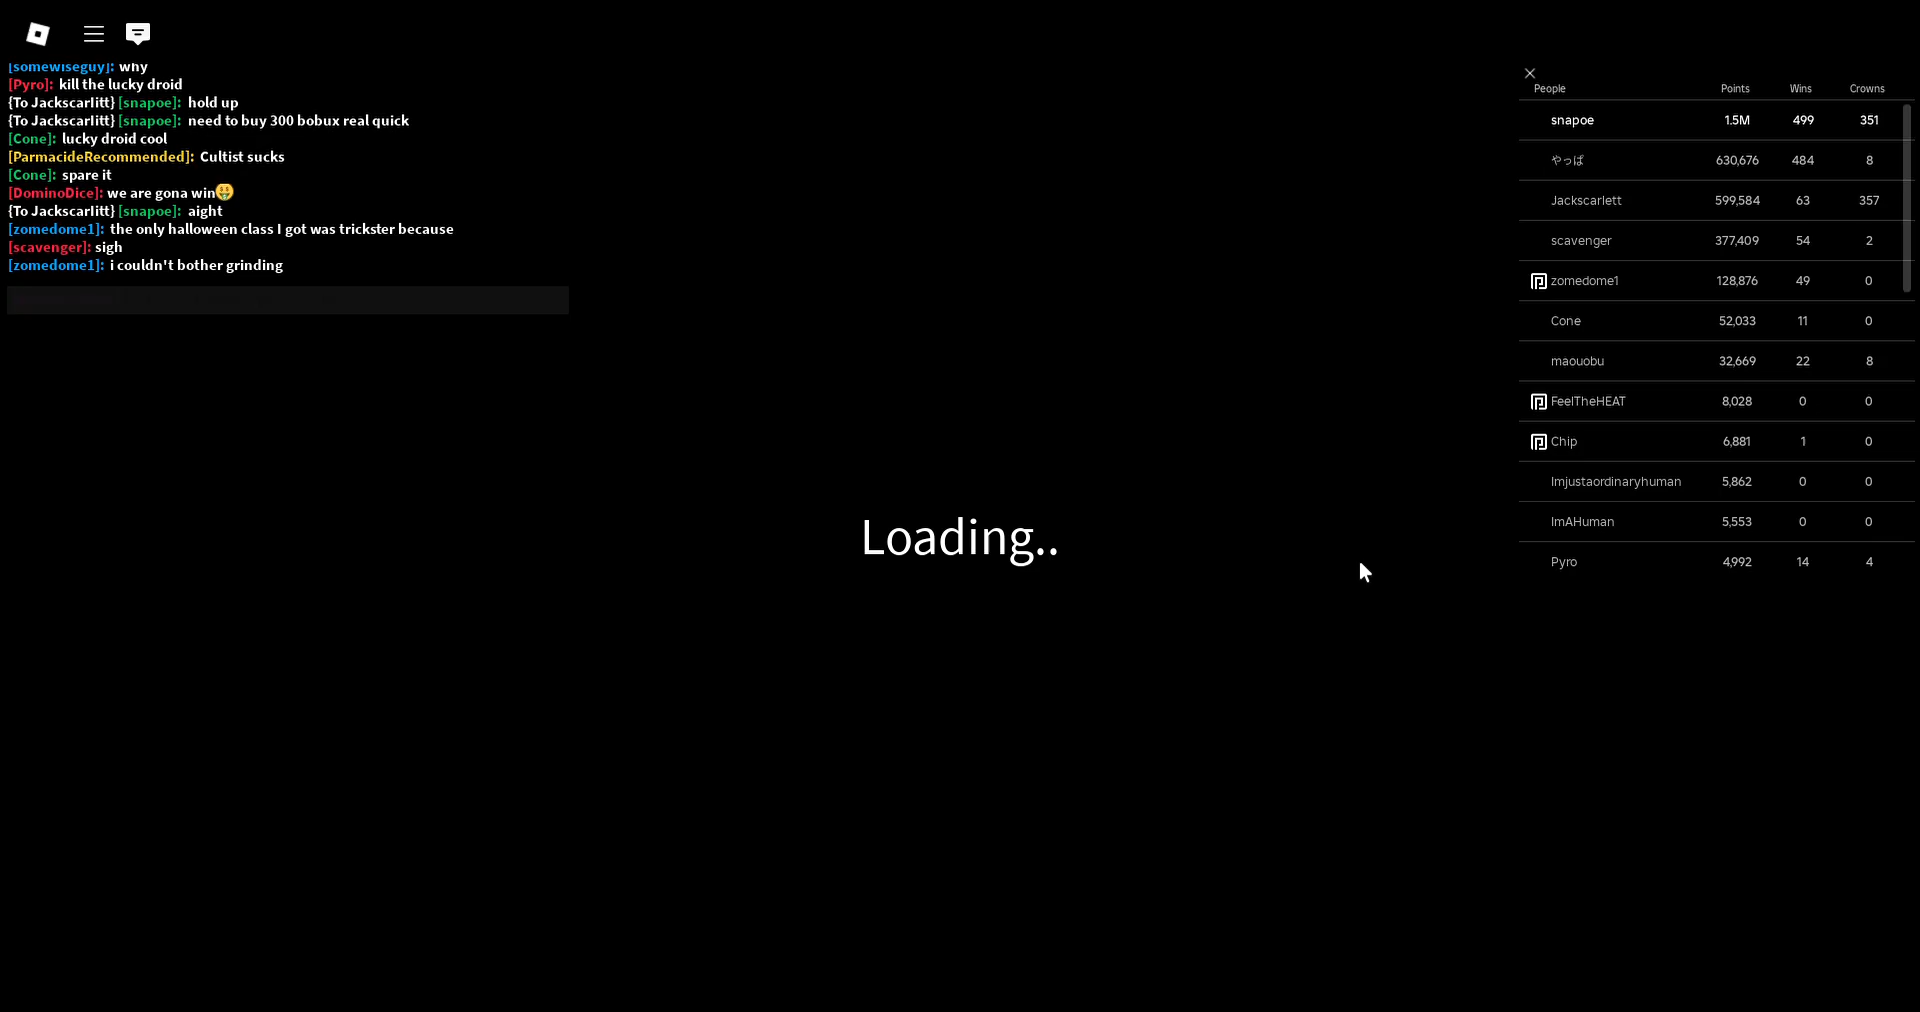 [somewiseguy]: why
[Pyro]: kill the lucky droid
{To Jackscarlitt} [snapoe]: hold up
{To Jackscarlitt} [snapoe]: need to buy 300 bobux real quick
[Cone]: lucky droid cool
[ParmacideRecommended]: Cultist sucks
[Cone]: spare it
[DominoDice]: we are gona win🤑
{To Jackscarlitt} [snapoe]: aight
[zomedome1]: the only halloween class I got was trickster because
[scavenger]: sigh
[zomedome1]: i couldn't bother grinding
People Points Wins Crowns
snapoe 1.5M 499 351
やっぱ 630,676 484 8
Jackscarlett 599,584 63 357
scavenger 377,409 54 2
zomedome1 128,876 49 0
Cone 52,033 11 0
maouobu 32,669 22 8
FeelTheHEAT 8,028 0 0
Chip 6,881 1 0
Imjustaordinaryhuman 5,862 0 0
ImAHuman 5,553 0 0
Pyro 4,992 14 4
Loading..